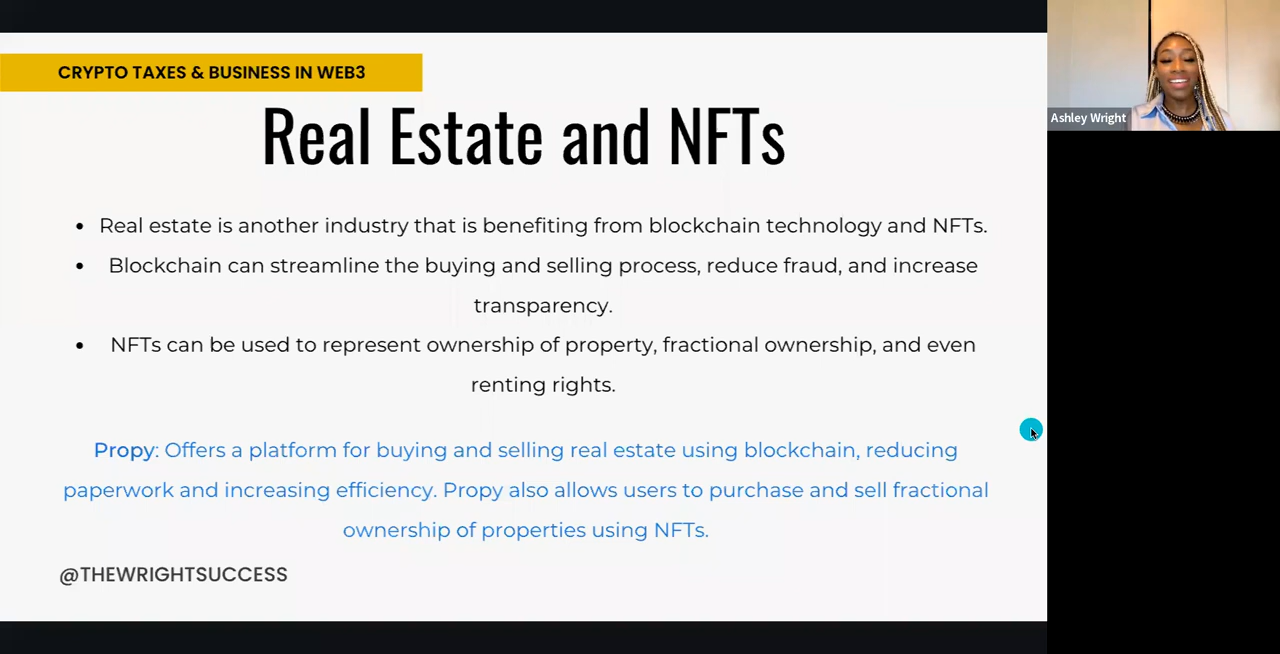 CRYPTO TAXES & BUSINESS IN WEB3
Real Estate and NFTs
• Real estate is another industry that is benefiting from blockchain technology and NFTs.
• Blockchain can streamline the buying and selling process, reduce fraud, and increase
transparency.
• NFTs can be used to represent ownership of property, fractional ownership, and even
renting rights.
Propy: Offers a platform for buying and selling real estate using blockchain, reducing
paperwork and increasing efficiency. Propy also allows users to purchase and sell fractional
ownership of properties using NFTs.
@THEWRIGHTSUCCESS
Ashley Wright